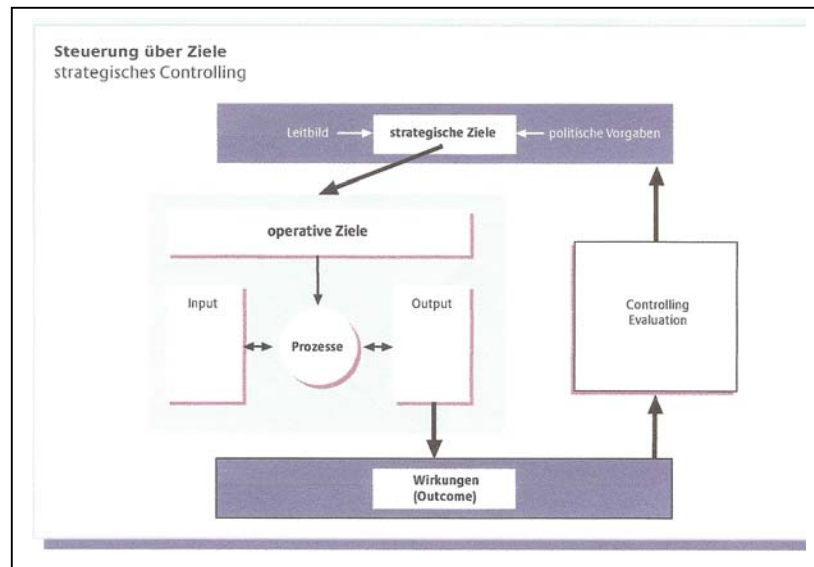 Steuerung über Ziele
strategisches Controlling
Leitbild
strategische Ziele
politische Vorgaben
operative Ziele
Input
Output
Prozesse
Controlling
Evaluation
Wirkungen
(Outcome)